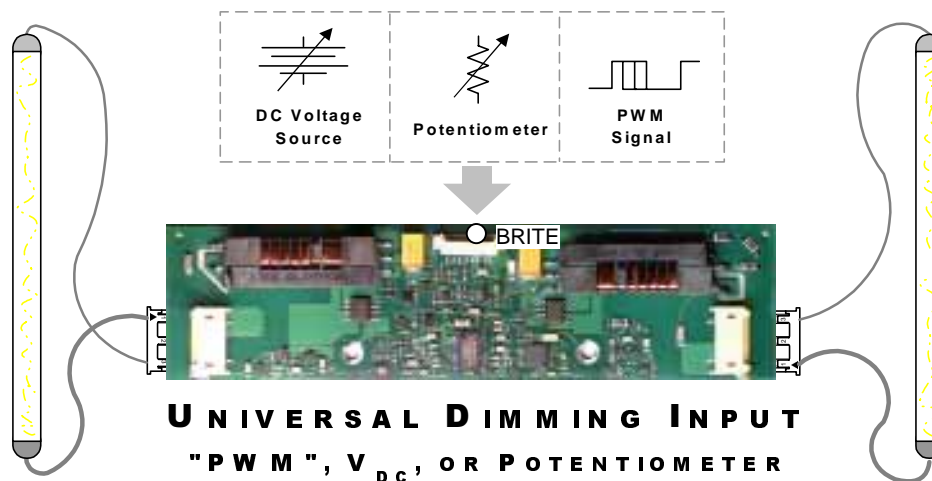 DC Voltage
Source
Potentiometer
PWM
Signal
BRITE
UNIVERSAL DIMMING INPUT
"PWM", VDC, OR POTENTIOMETER